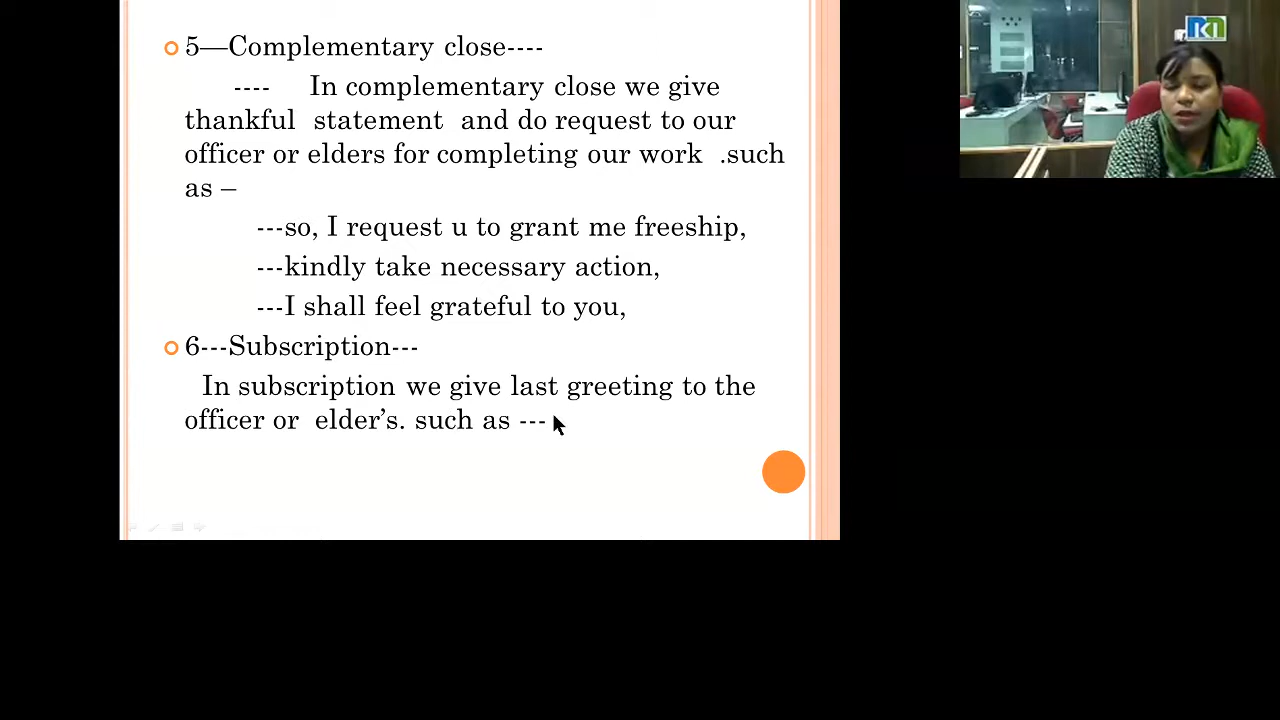 5—Complementary close----
---- In complementary close we give
thankful statement and do request to our
officer or elders for completing our work .such
as –
---so, I request u to grant me freeship,
---kindly take necessary action,
---I shall feel grateful to you,
6---Subscription---
In subscription we give last greeting to the
officer or elder’s. such as ---